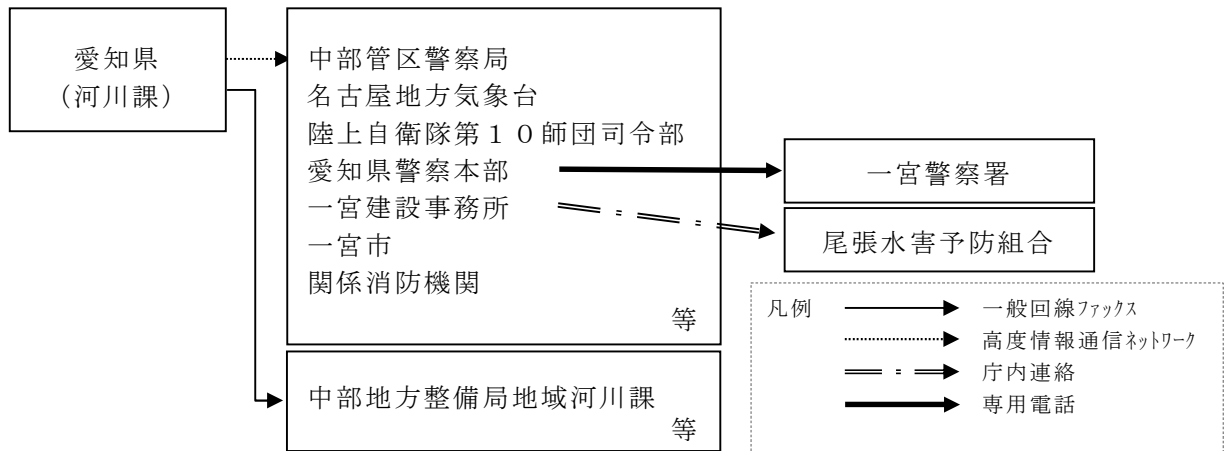 愛知県
(河川課)
中部管区警察局
名古屋地方気象台
陸上自衛隊第１０師団司令部
愛知県警察本部
一宮建設事務所
一宮市
関係消防機関
等
一宮警察署
尾張水害予防組合
中部地方整備局地域河川課
等
凡例
一般回線ﾌｧｯｸｽ
高度情報通信ﾈｯﾄﾜｰｸ
庁内連絡
専用電話